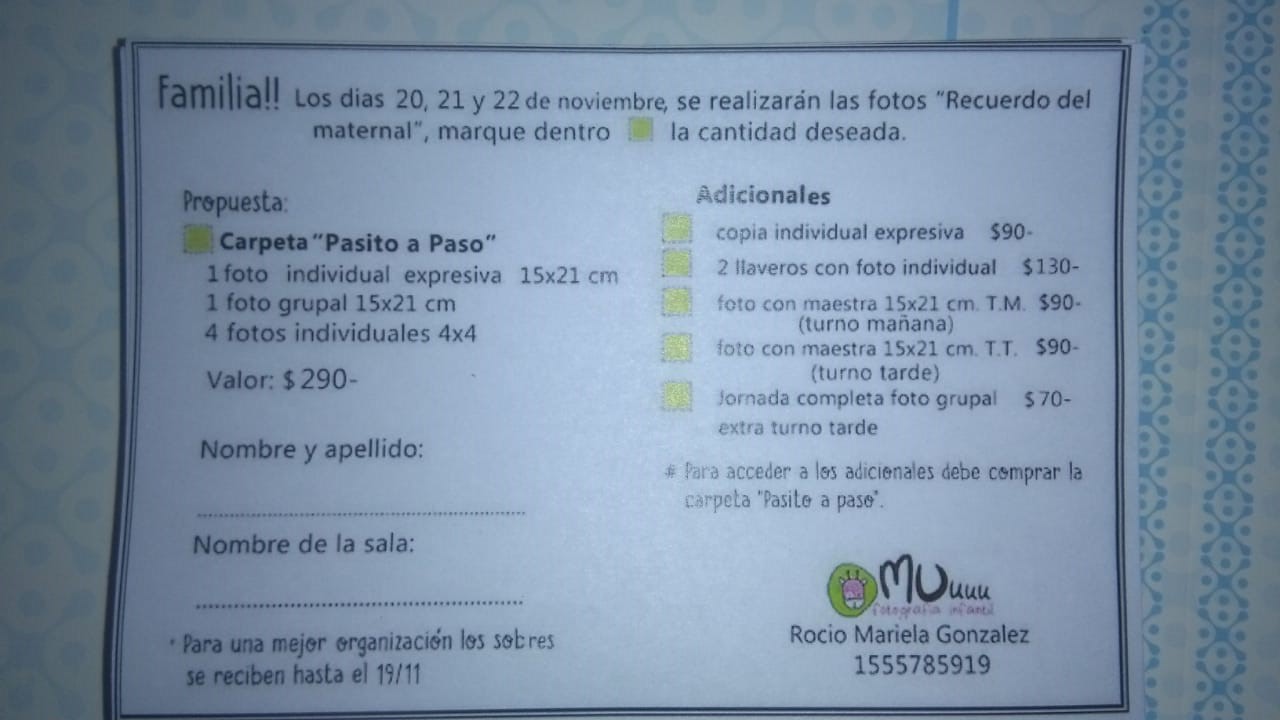 Familia!! Los dias 20, 21 y 22 de noviembre, se realizarán las fotos "Recuerdo del
maternal", marque dentro la cantidad deseada.
Propuesta:
Carpeta "Pasito a Paso"
1 foto individual expresiva 15x21 cm
1 foto grupal 15x21 cm
4 fotos individuales 4x4
Valor: $290-
Nombre y apellido:
Nombre de la sala:
* Para una mejor organización los sobres
se reciben hasta el 19/11
Adicionales
copia individual expresiva $90-
2 llaveros con foto individual $130-
foto con maestra 15x21 cm. T.M. $90-
(turno mañana)
foto con maestra 15x21 cm. T.T. $90-
(turno tarde)
Jornada completa foto grupal $70-
extra turno tarde
# Para acceder a los adicionales debe comprar la
carpeta "Pasito a paso".
MUuuu
fotografía infantil
Rocio Mariela Gonzalez
1555785919